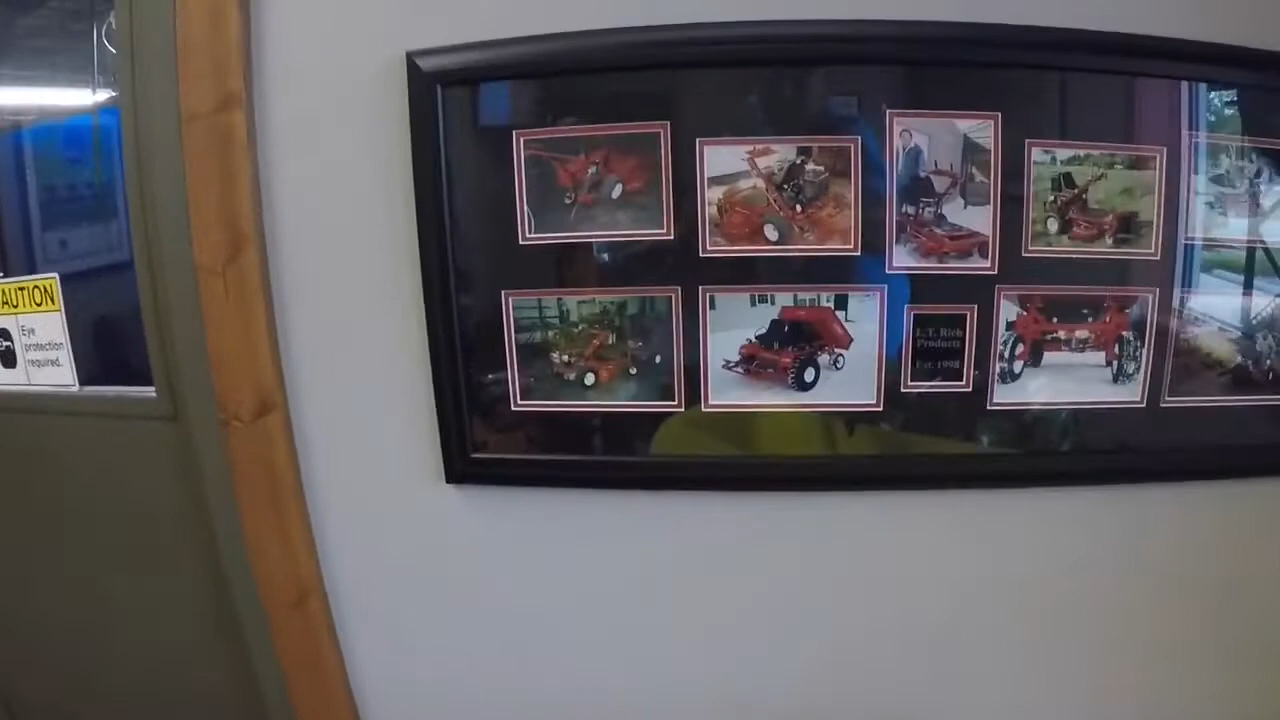 AUTION
Eye
protection
required.
L.T. Rich
Products
Est. 1998